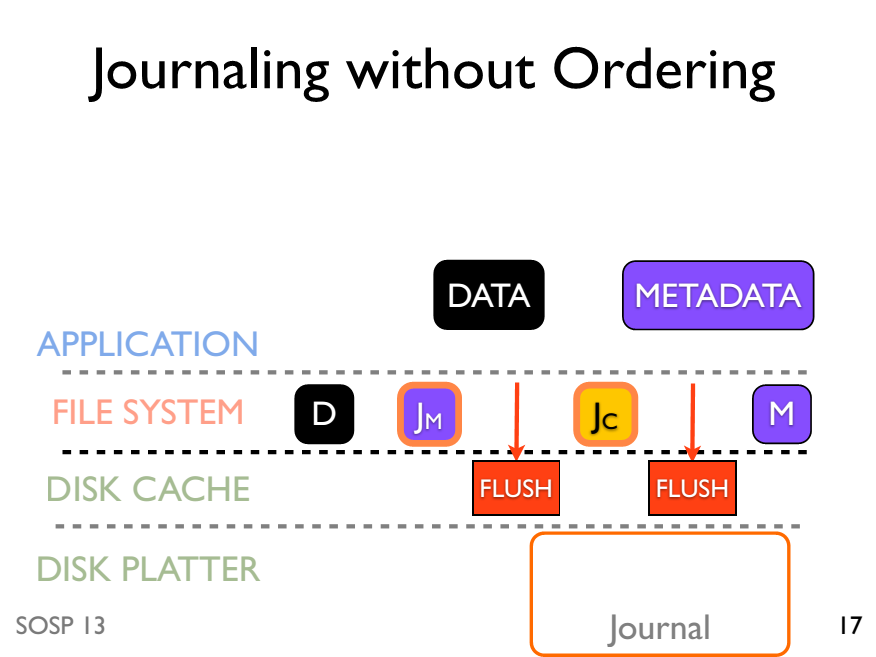 Journaling without Ordering
DATA METADATA
APPLICATION
FILE SYSTEM D JM JC M
DISK CACHE FLUSH FLUSH
DISK PLATTER
SOSP 13 Journal 17